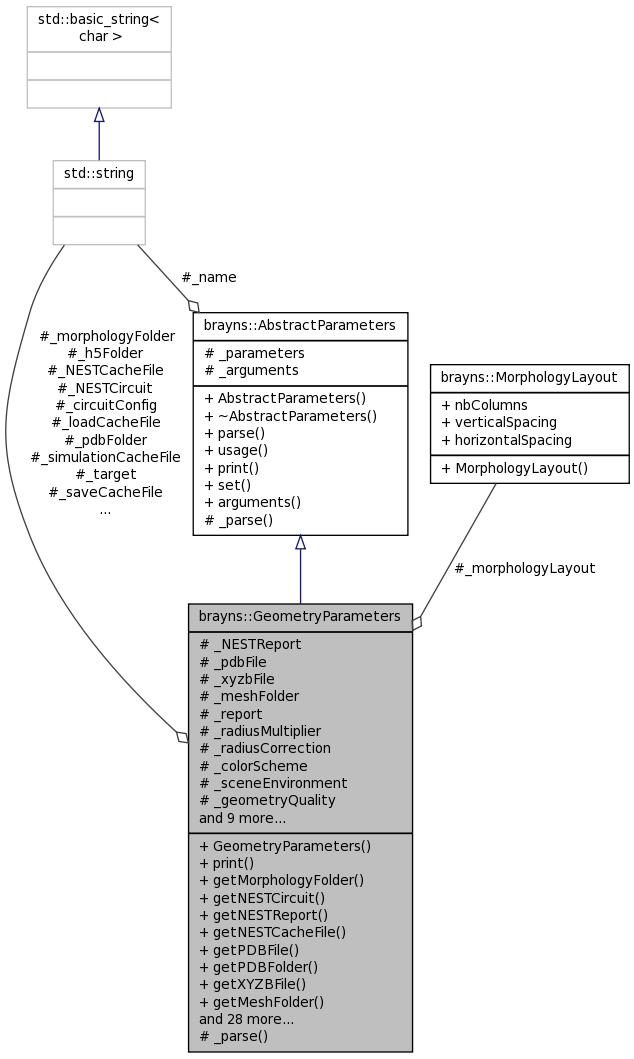 std::basic_string<
char >
std::string
#_name
#_morphologyFolder
#_h5Folder
#_NESTCacheFile
#_NESTCircuit
#_circuitConfig
#_loadCacheFile
#_pdbFolder
#_simulationCacheFile
#_target
#_saveCacheFile
...
brayns::AbstractParameters
# _parameters
# _arguments
+ AbstractParameters()
+ ~AbstractParameters()
+ parse()
+ usage()
+ print()
+ set()
+ arguments()
# _parse()
brayns::MorphologyLayout
+ nbColumns
+ verticalSpacing
+ horizontalSpacing
+ MorphologyLayout()
#_morphologyLayout
brayns::GeometryParameters
# _NESTReport
# _pdbFile
# _xyzbFile
# _meshFolder
# _report
# _radiusMultiplier
# _radiusCorrection
# _colorScheme
# _sceneEnvironment
# _geometryQuality
and 9 more...
+ GeometryParameters()
+ print()
+ getMorphologyFolder()
+ getNESTCircuit()
+ getNESTReport()
+ getNESTCacheFile()
+ getPDBFile()
+ getPDBFolder()
+ getXYZBFile()
+ getMeshFolder()
and 28 more...
# _parse()